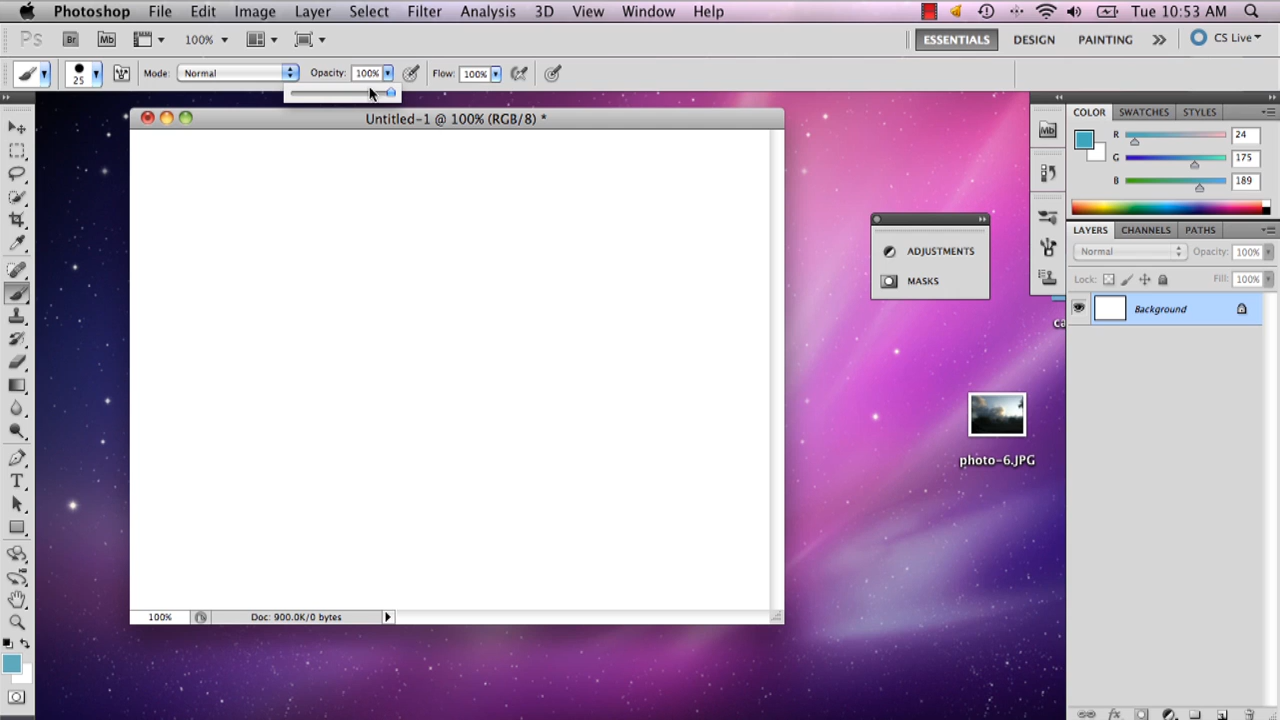 Photoshop File Edit Image Layer Select Filter Analysis 3D View Window Help Tue 10:53 AM
Ps Br Mb 100% ESSENTIALS DESIGN PAINTING CS Live
25 Mode: Normal Opacity: 100% Flow: 100%
Untitled-1 @ 100% (RGB/8) *
COLOR SWATCHES STYLES
Mb
R 24
G 175
B 189
LAYERS CHANNELS PATHS
Normal Opacity: 100%
ADJUSTMENTS
MASKS
Lock: Fill: 100%
Background
Ca
photo-6.JPG
T
100% Doc: 900.0K/0 bytes
fx